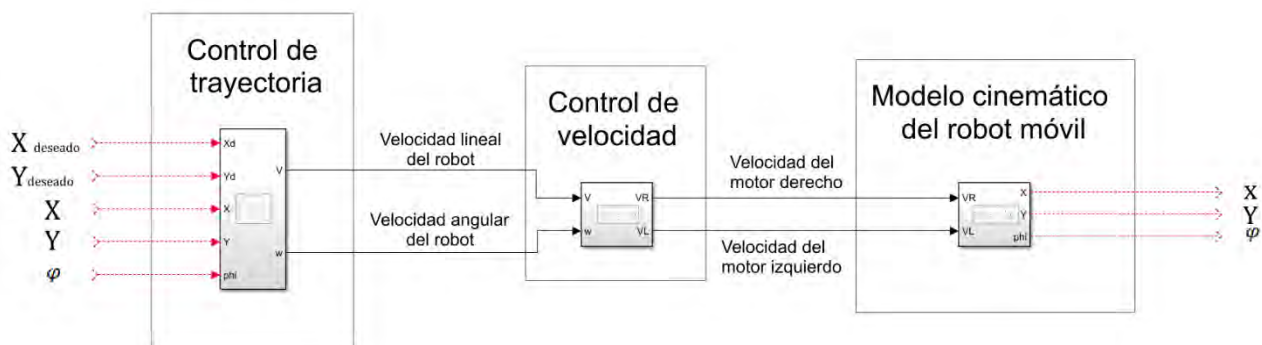 Control de
trayectoria
X deseado
Y deseado
X
Y
φ
Xd
Yd
X
Y
phi
V
w
Velocidad lineal
del robot
Velocidad angular
del robot
Control de
velocidad
V
w
VR
VL
Velocidad del
motor derecho
Velocidad del
motor izquierdo
Modelo cinemático
del robot móvil
VR
VL
X
Y
phi
X
Y
φ